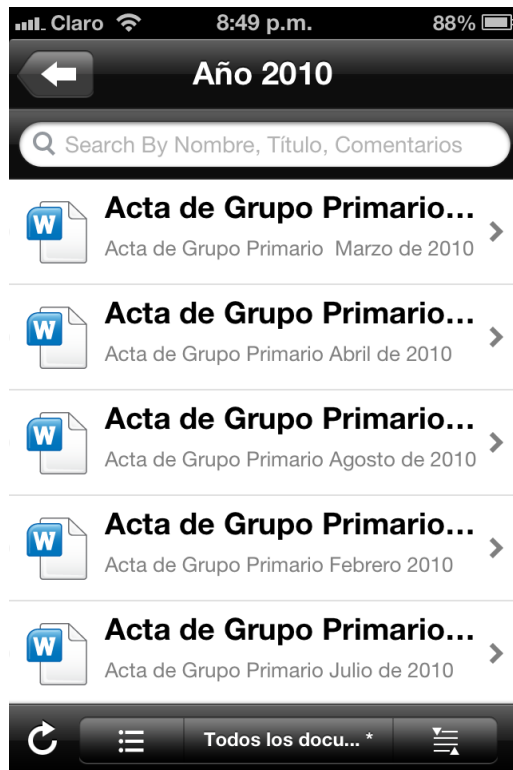 Claro 8:49 p.m. 88%
Año 2010
Search By Nombre, Título, Comentarios
W
Acta de Grupo Primario...
Acta de Grupo Primario  Marzo de 2010
W
Acta de Grupo Primario...
Acta de Grupo Primario Abril de 2010
W
Acta de Grupo Primario...
Acta de Grupo Primario Agosto de 2010
W
Acta de Grupo Primario...
Acta de Grupo Primario Febrero 2010
W
Acta de Grupo Primario...
Acta de Grupo Primario Julio de 2010
Todos los docu... *